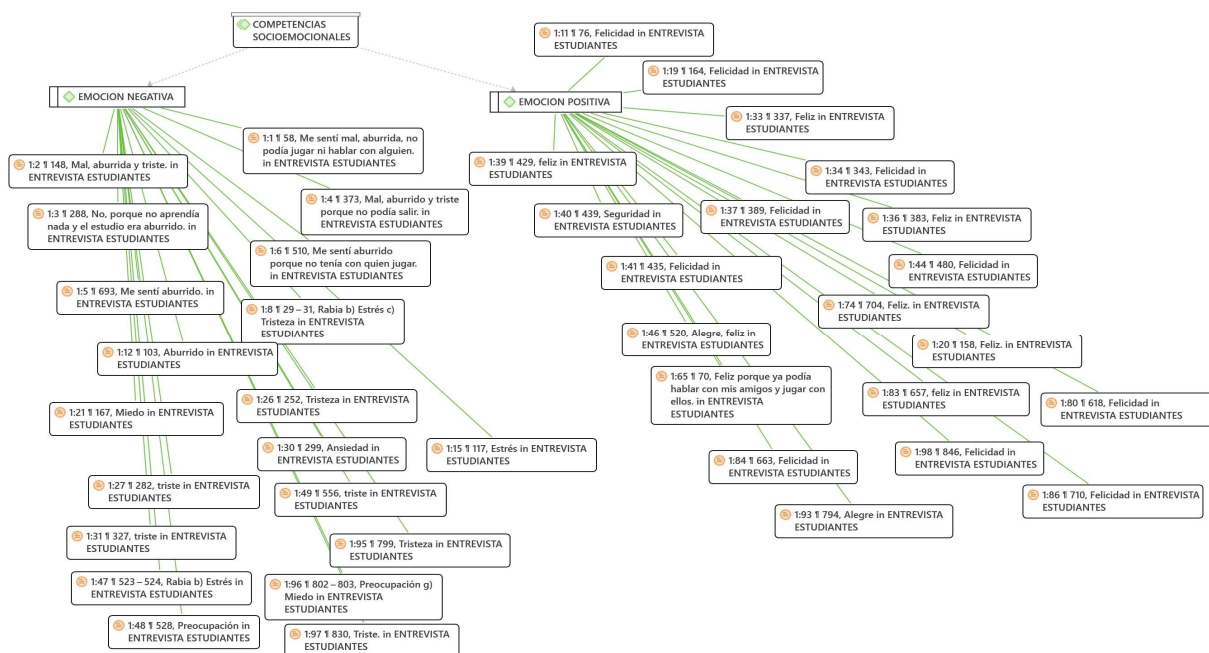 COMPETENCIAS
SOCIOEMOCIONALES
EMOCION NEGATIVA
1:1 ¶ 58, Me sentí mal, aburrida, no
podía jugar ni hablar con alguien.
in ENTREVISTA ESTUDIANTES
1:2 ¶ 148, Mal, aburrida y triste. in
ENTREVISTA ESTUDIANTES
1:4 ¶ 373, Mal, aburrido y triste
porque no podía salir. in
ENTREVISTA ESTUDIANTES
1:3 ¶ 288, No, porque no aprendía
nada y el estudio era aburrido. in
ENTREVISTA ESTUDIANTES
1:6 ¶ 510, Me sentí aburrido
porque no tenía con quien jugar.
in ENTREVISTA ESTUDIANTES
1:5 ¶ 693, Me sentí aburrido. in
ENTREVISTA ESTUDIANTES
1:8 ¶ 29 – 31, Rabia b) Estrés c)
Tristeza in ENTREVISTA
ESTUDIANTES
1:12 ¶ 103, Aburrido in ENTREVISTA
ESTUDIANTES
1:26 ¶ 252, Tristeza in ENTREVISTA
ESTUDIANTES
1:21 ¶ 167, Miedo in ENTREVISTA
ESTUDIANTES
1:30 ¶ 299, Ansiedad in
ENTREVISTA ESTUDIANTES
1:15 ¶ 117, Estrés in ENTREVISTA
ESTUDIANTES
1:27 ¶ 282, triste in ENTREVISTA
ESTUDIANTES
1:49 ¶ 556, triste in ENTREVISTA
ESTUDIANTES
1:31 ¶ 327, triste in ENTREVISTA
ESTUDIANTES
1:95 ¶ 799, Tristeza in ENTREVISTA
ESTUDIANTES
1:47 ¶ 523 – 524, Rabia b) Estrés in
ENTREVISTA ESTUDIANTES
1:96 ¶ 802 – 803, Preocupación g)
Miedo in ENTREVISTA
ESTUDIANTES
1:48 ¶ 528, Preocupación in
ENTREVISTA ESTUDIANTES
1:97 ¶ 830, Triste. in ENTREVISTA
ESTUDIANTES
EMOCION POSITIVA
1:11 ¶ 76, Felicidad in ENTREVISTA
ESTUDIANTES
1:19 ¶ 164, Felicidad in ENTREVISTA
ESTUDIANTES
1:33 ¶ 337, Feliz in ENTREVISTA
ESTUDIANTES
1:39 ¶ 429, feliz in ENTREVISTA
ESTUDIANTES
1:34 ¶ 343, Felicidad in
ENTREVISTA ESTUDIANTES
1:40 ¶ 439, Seguridad in
ENTREVISTA ESTUDIANTES
1:37 ¶ 389, Felicidad in
ENTREVISTA ESTUDIANTES
1:36 ¶ 383, Feliz in ENTREVISTA
ESTUDIANTES
1:41 ¶ 435, Felicidad in
ENTREVISTA ESTUDIANTES
1:44 ¶ 480, Felicidad in
ENTREVISTA ESTUDIANTES
1:74 ¶ 704, Feliz. in ENTREVISTA
ESTUDIANTES
1:46 ¶ 520, Alegre, feliz in
ENTREVISTA ESTUDIANTES
1:20 ¶ 158, Feliz. in ENTREVISTA
ESTUDIANTES
1:65 ¶ 70, Feliz porque ya podía
hablar con mis amigos y jugar con
ellos. in ENTREVISTA
ESTUDIANTES
1:83 ¶ 657, feliz in ENTREVISTA
ESTUDIANTES
1:80 ¶ 618, Felicidad in
ENTREVISTA ESTUDIANTES
1:84 ¶ 663, Felicidad in
ENTREVISTA ESTUDIANTES
1:98 ¶ 846, Felicidad in
ENTREVISTA ESTUDIANTES
1:86 ¶ 710, Felicidad in ENTREVISTA
ESTUDIANTES
1:93 ¶ 794, Alegre in ENTREVISTA
ESTUDIANTES